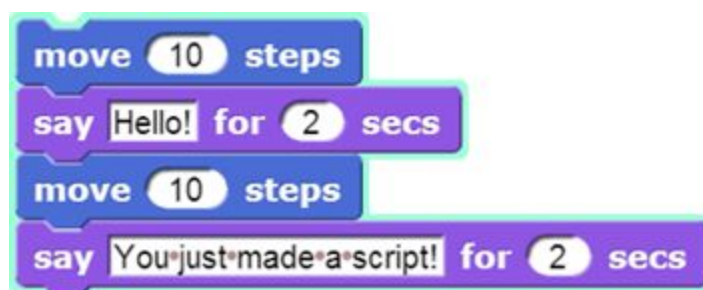 move 10 steps
say Hello! for 2 secs
move 10 steps
say You just made a script! for 2 secs